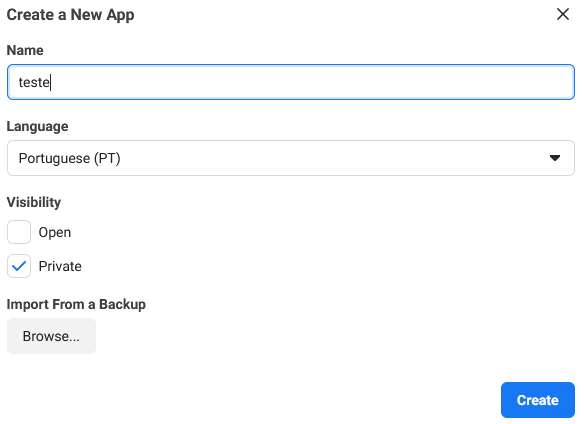 Create a New App
Name
teste
Language
Portuguese (PT)
Visibility
Open
Private
Import From a Backup
Browse...
Create